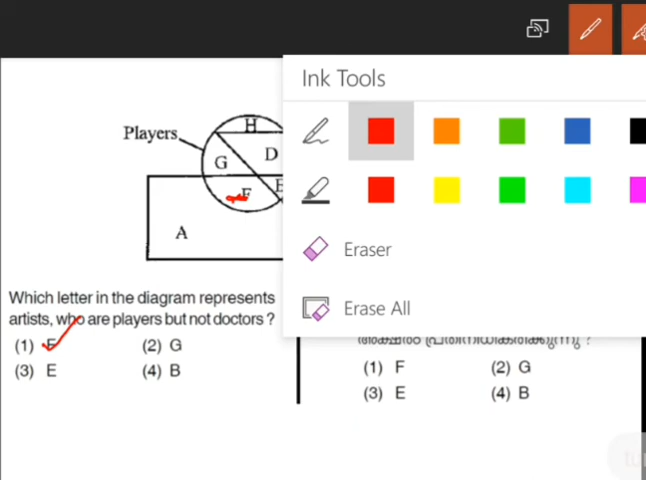 Ink Tools
Players
H
G
D
E
F
A
Eraser
Erase All
Which letter in the diagram represents
artists, who are players but not doctors ?
(1) F (2) G
(3) E (4) B
(1) F (2) G
(3) E (4) B